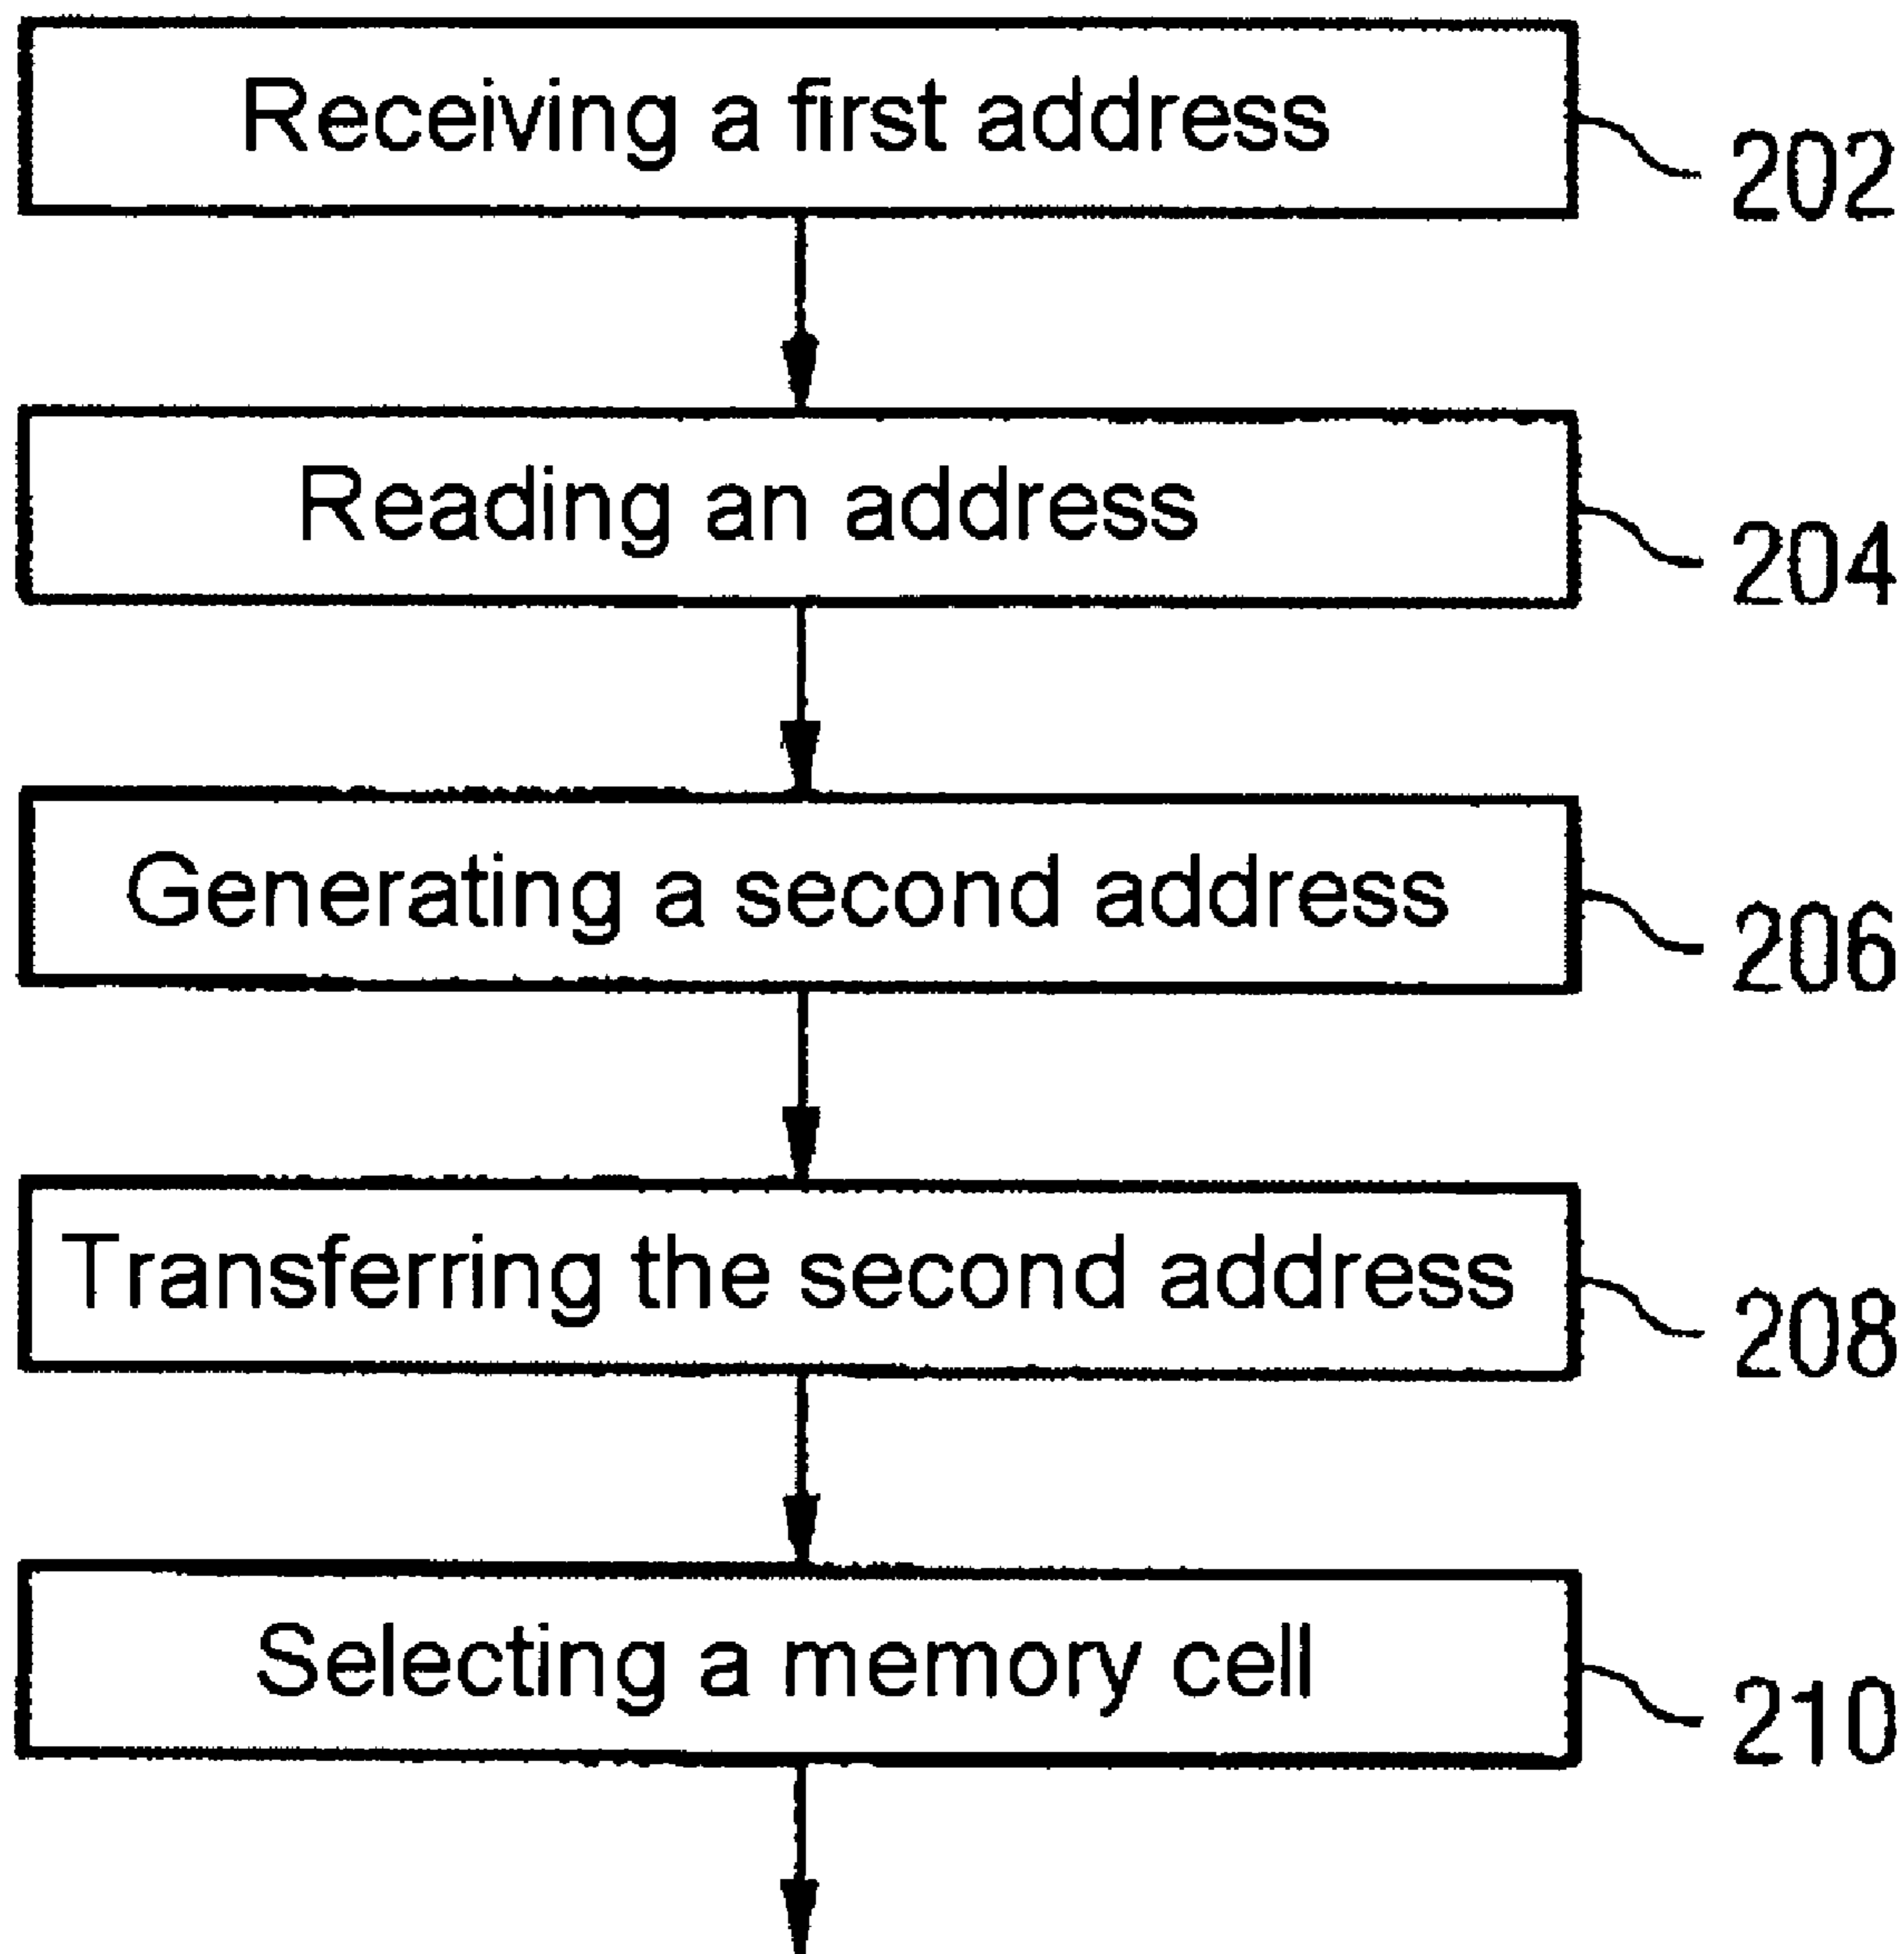 Receiving a first address
202
Reading an address
204
Generating a second address
206
Transferring the second address
208
Selecting a memory cell
210